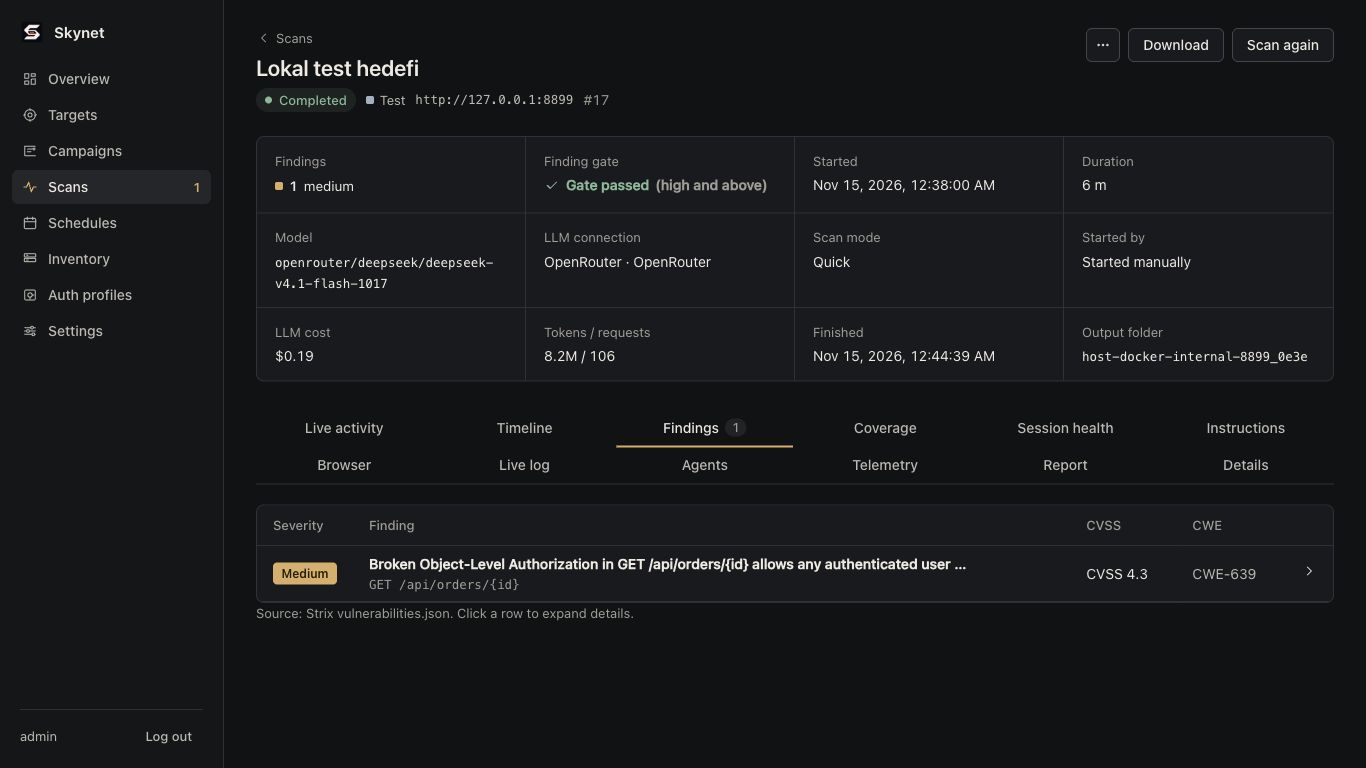 Skynet
Overview
Targets
Campaigns
Scans 1
Schedules
Inventory
Auth profiles
Settings
admin Log out
Scans
Lokal test hedefi
Completed Test http://127.0.0.1:8899 #17
... Download Scan again
Findings
1 medium
Finding gate
Gate passed (high and above)
Started
Nov 15, 2026, 12:38:00 AM
Duration
6 m
Model
openrouter/deepseek/deepseek-
v4.1-flash-1017
LLM connection
OpenRouter · OpenRouter
Scan mode
Quick
Started by
Started manually
LLM cost
$0.19
Tokens / requests
8.2M / 106
Finished
Nov 15, 2026, 12:44:39 AM
Output folder
host-docker-internal-8899_0e3e
Live activity Timeline Findings 1 Coverage Session health Instructions
Browser Live log Agents Telemetry Report Details
Severity Finding CVSS CWE
Medium Broken Object-Level Authorization in GET /api/orders/{id} allows any authenticated user ... CVSS 4.3 CWE-639
GET /api/orders/{id}
Source: Strix vulnerabilities.json. Click a row to expand details.